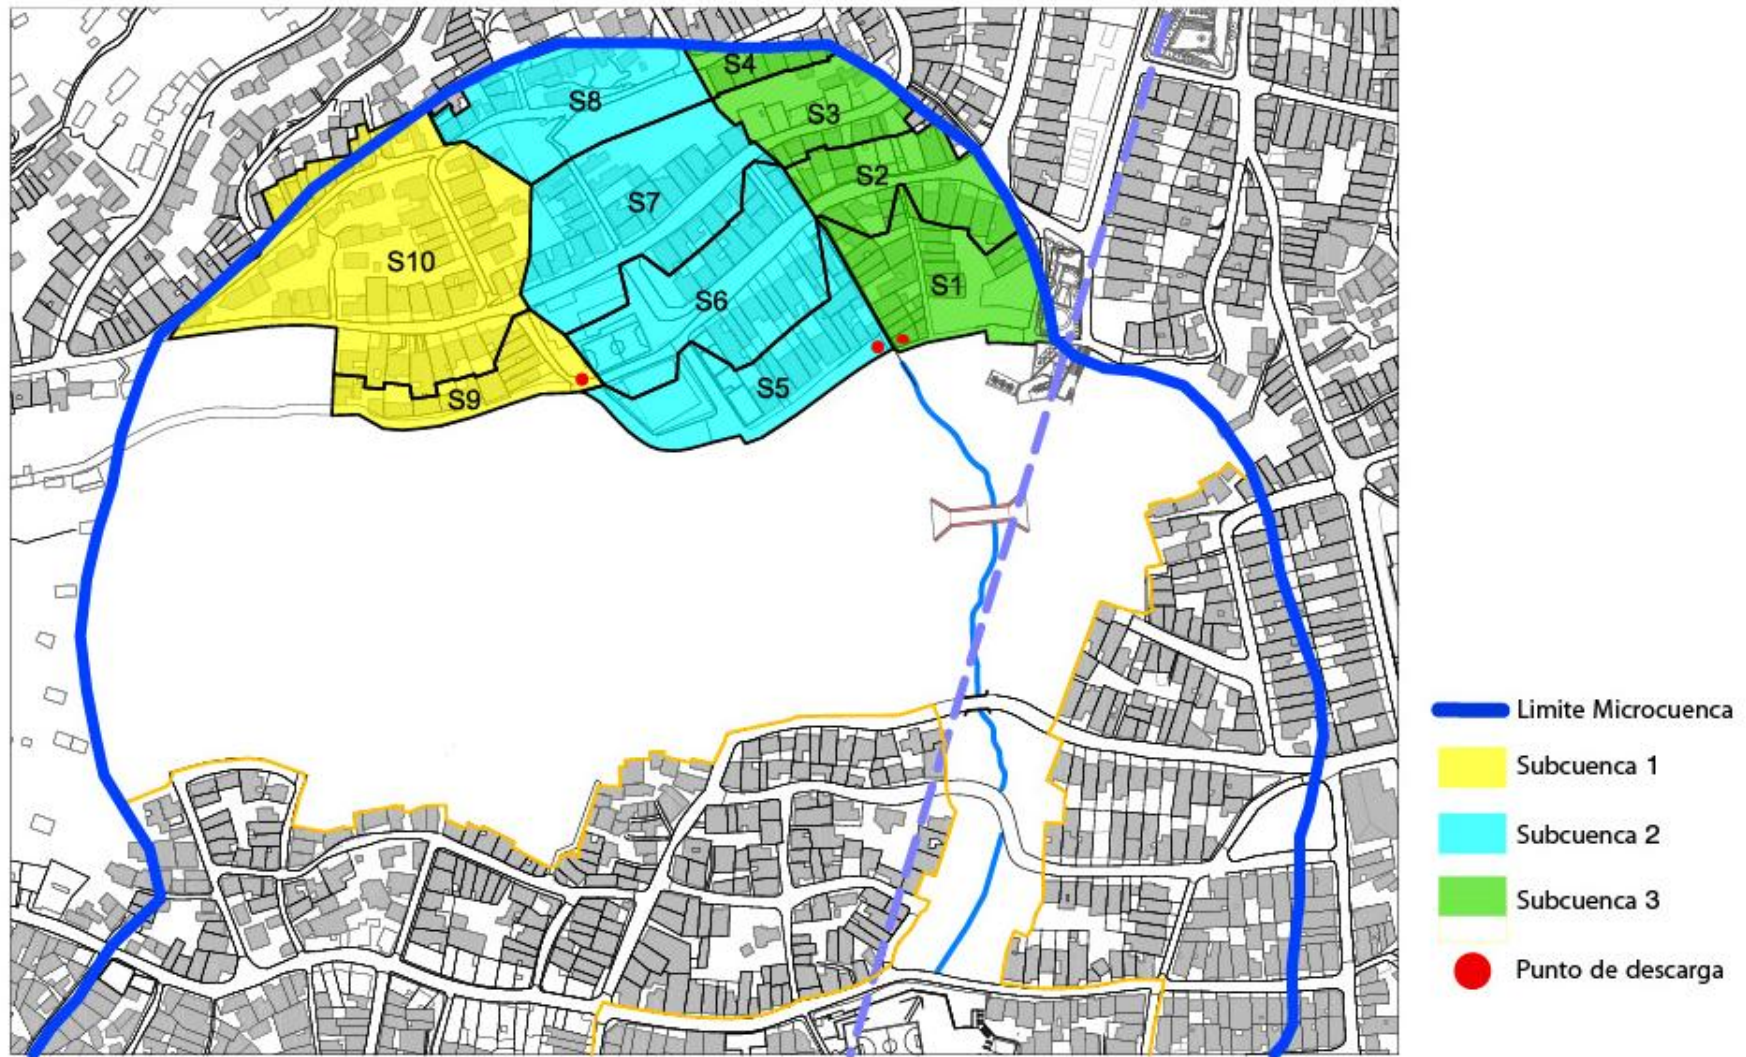 S4
S8
S3
S2
S7
S10
S1
S6
S5
S9
Limite Microcuenca
Subcuenca 1
Subcuenca 2
Subcuenca 3
Punto de descarga